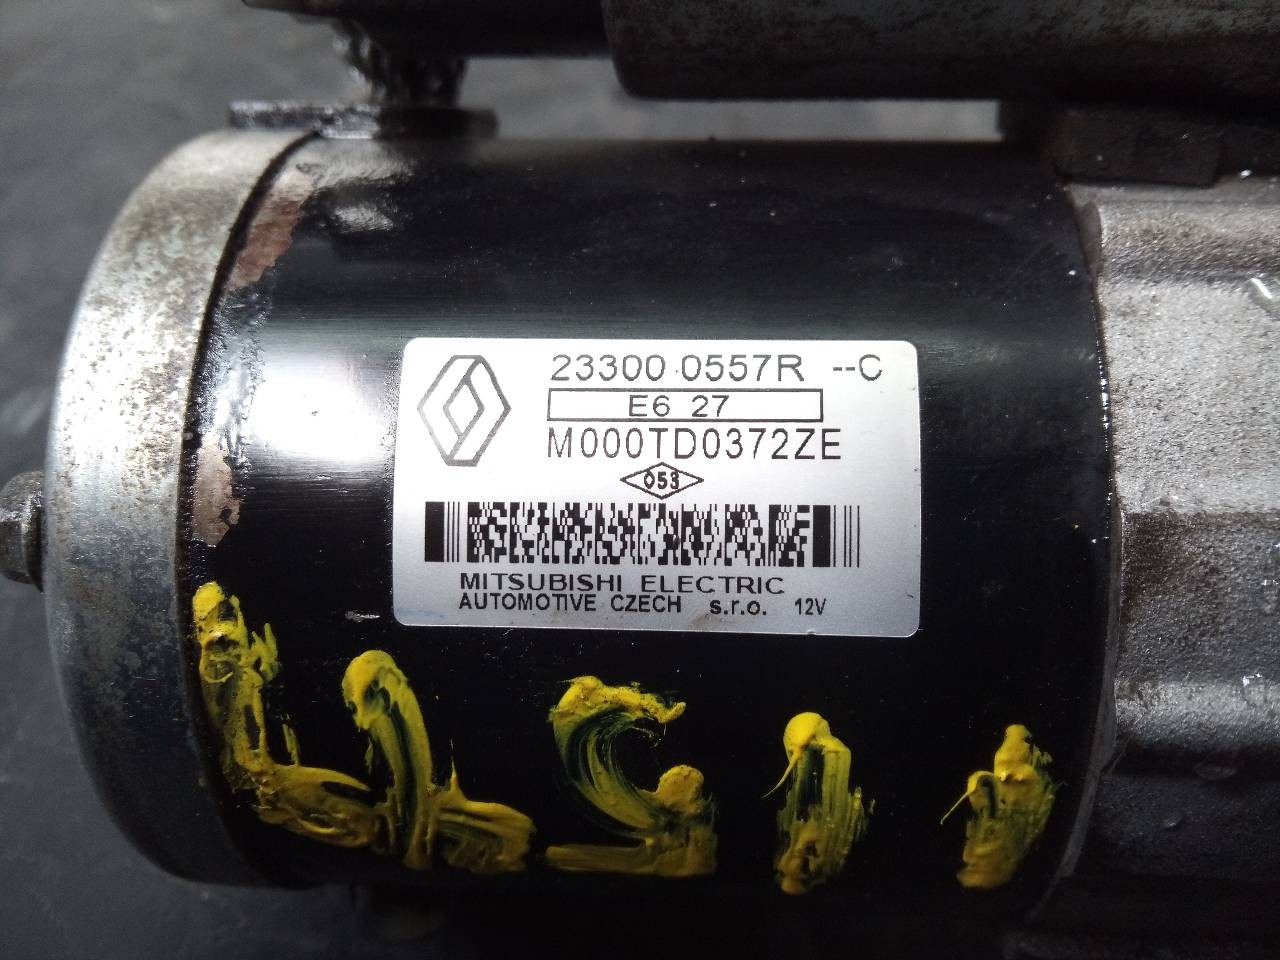 23300 0557R --C
E6 27
M000TD0372ZE
053
MITSUBISHI ELECTRIC
AUTOMOTIVE CZECH s.r.o. 12V